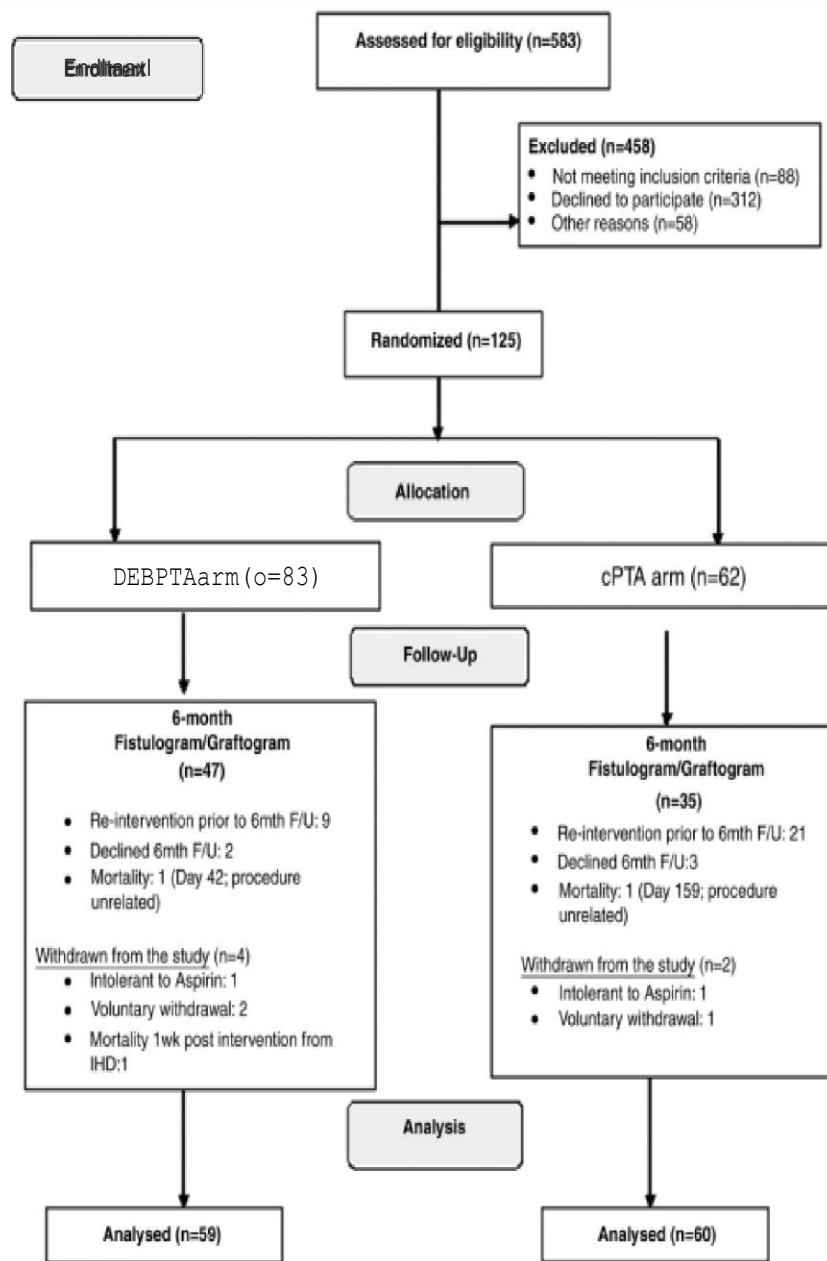 Assessed for eligibility (n=583)
Excluded (n=458)
• Not meeting inclusion criteria (n=88)
• Declined to participate (n=312)
• Other reasons (n=58)
Randomized (n=125)
Allocation
DEBPTAarm(o=83)
cPTA arm (n=62)
Follow-Up
6-month
Fistulogram/Graftogram
(n=47)
• Re-intervention prior to 6mth F/U: 9
• Declined 6mth F/U: 2
• Mortality: 1 (Day 42; procedure
unrelated)
Withdrawn from the study (n=4)
• Intolerant to Aspirin: 1
• Voluntary withdrawal: 2
• Mortality 1wk post intervention from
IHD:1
6-month
Fistulogram/Graftogram
(n=35)
• Re-intervention prior to 6mth F/U: 21
• Declined 6mth F/U:3
• Mortality: 1 (Day 159; procedure
unrelated)
Withdrawn from the study (n=2)
• Intolerant to Aspirin: 1
• Voluntary withdrawal: 1
Analysis
Analysed (n=59)
Analysed (n=60)